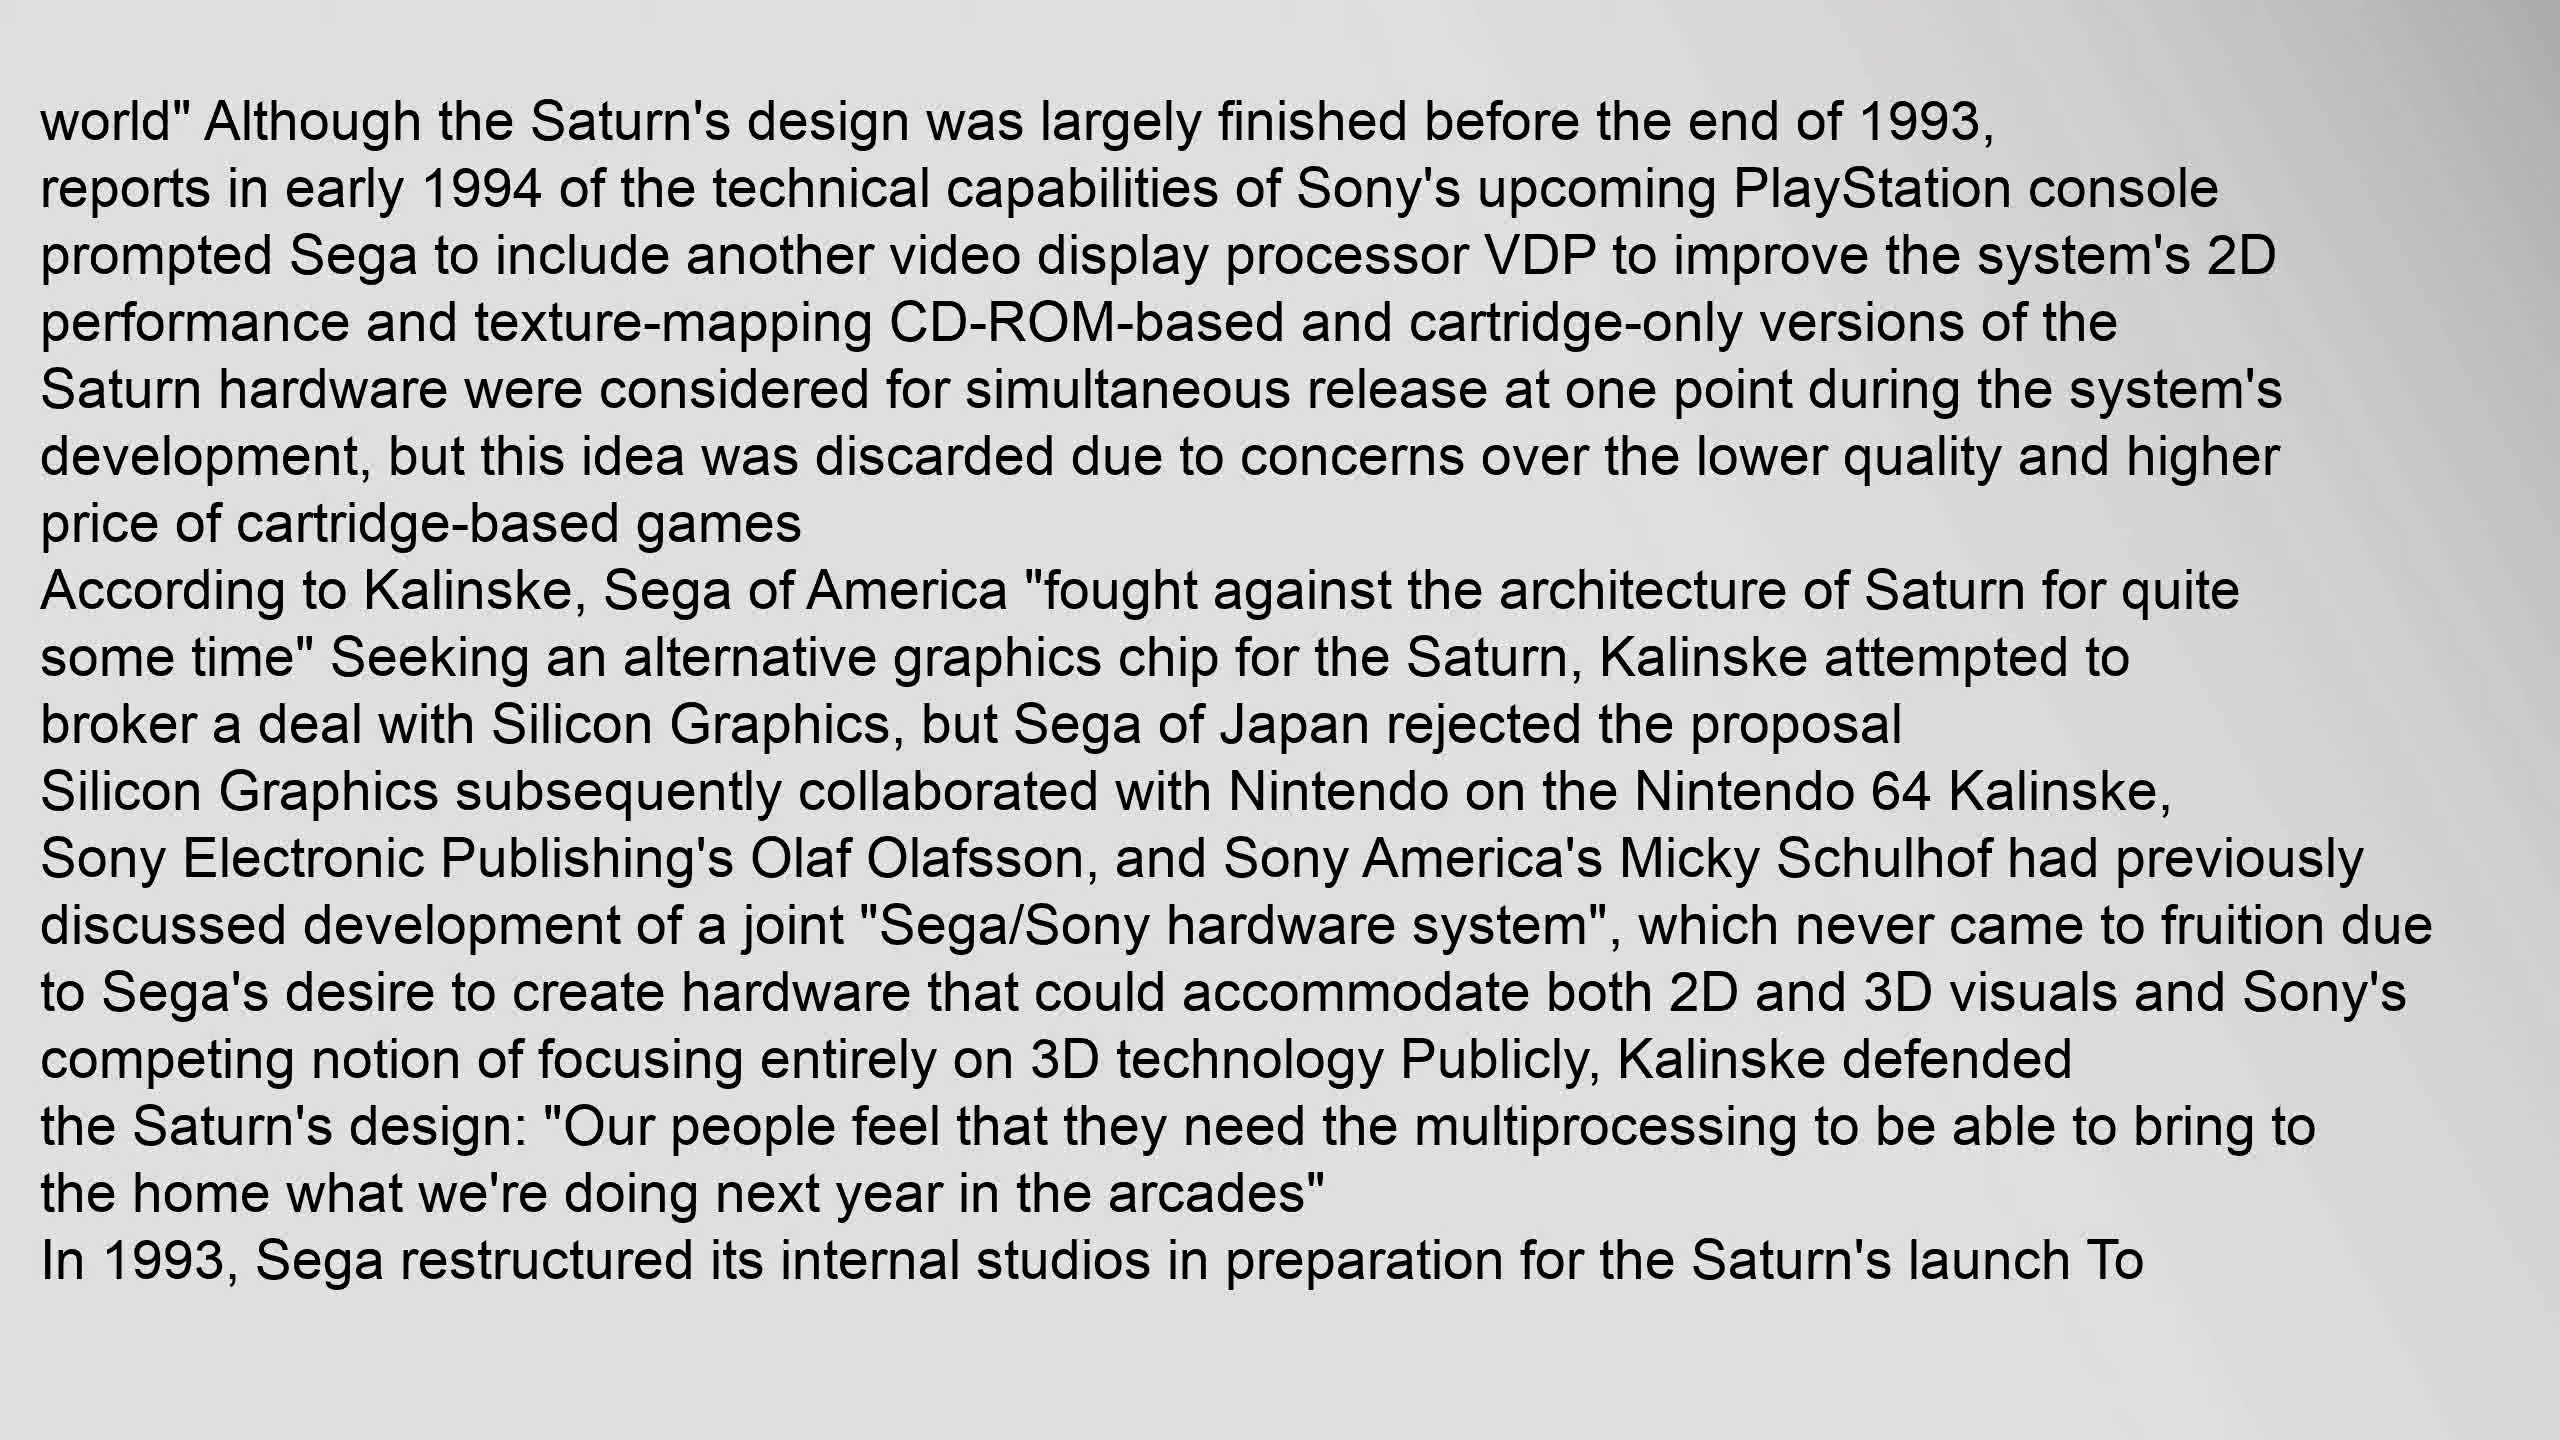 world" Although the Saturn's design was largely finished before the end of 1993,
reports in early 1994 of the technical capabilities of Sony's upcoming PlayStation console
prompted Sega to include another video display processor VDP to improve the system's 2D
performance and texture-mapping CD-ROM-based and cartridge-only versions of the
Saturn hardware were considered for simultaneous release at one point during the system's
development, but this idea was discarded due to concerns over the lower quality and higher
price of cartridge-based games
According to Kalinske, Sega of America "fought against the architecture of Saturn for quite
some time" Seeking an alternative graphics chip for the Saturn, Kalinske attempted to
broker a deal with Silicon Graphics, but Sega of Japan rejected the proposal
Silicon Graphics subsequently collaborated with Nintendo on the Nintendo 64 Kalinske,
Sony Electronic Publishing's Olaf Olafsson, and Sony America's Micky Schulhof had previously
discussed development of a joint "Sega/Sony hardware system", which never came to fruition due
to Sega's desire to create hardware that could accommodate both 2D and 3D visuals and Sony's
competing notion of focusing entirely on 3D technology Publicly, Kalinske defended
the Saturn's design: "Our people feel that they need the multiprocessing to be able to bring to
the home what we're doing next year in the arcades"
In 1993, Sega restructured its internal studios in preparation for the Saturn's launch To